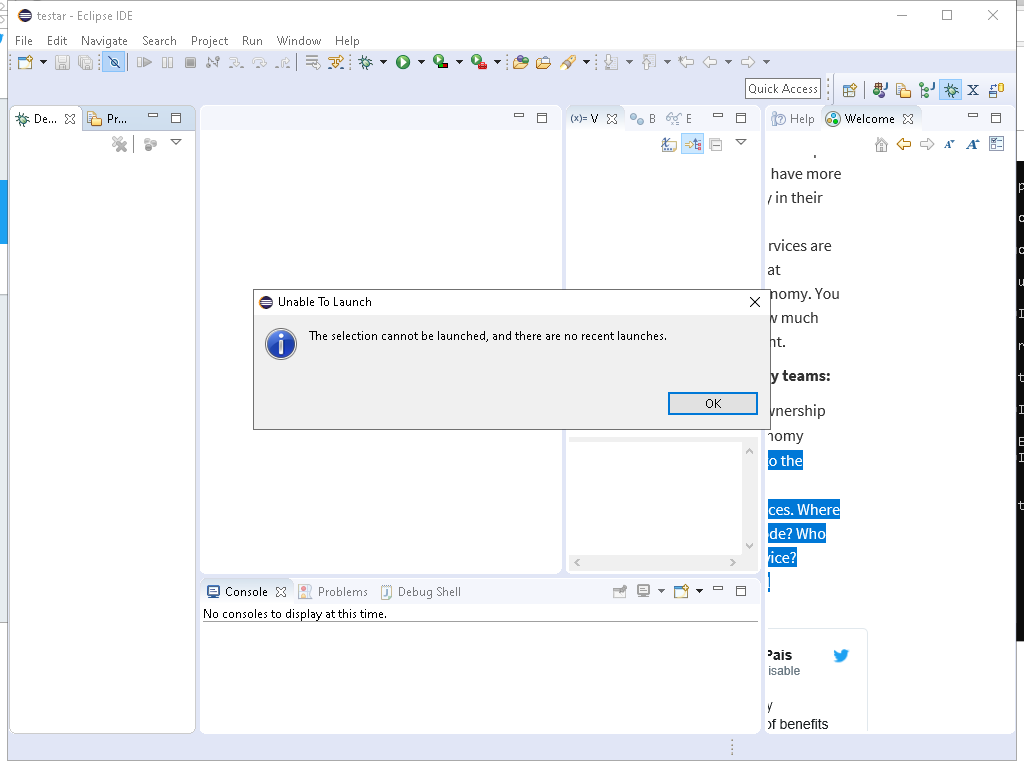 testar - Eclipse IDE
File Edit Navigate Search Project Run Window Help
Quick Access
De...
Pr...
(x)= V
B
E
Help
Welcome
have more
y in their
rvices are
at
nomy. You
w much
nt.
Unable To Launch
The selection cannot be launched, and there are no recent launches.
OK
y teams:
wnership
nomy
o the
ces. Where
ode? Who
vice?
Console
Problems
Debug Shell
No consoles to display at this time.
Pais
isable
y
of benefits